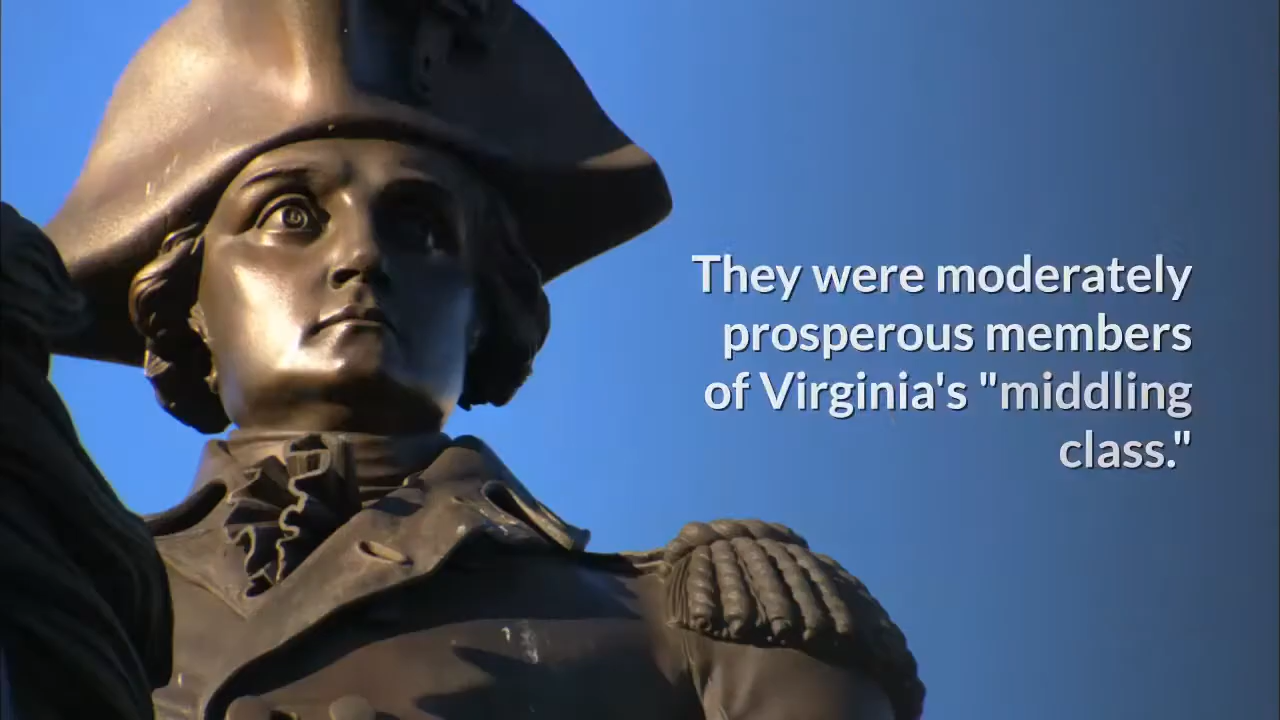 They were moderately
prosperous members
of Virginia's "middling
class."